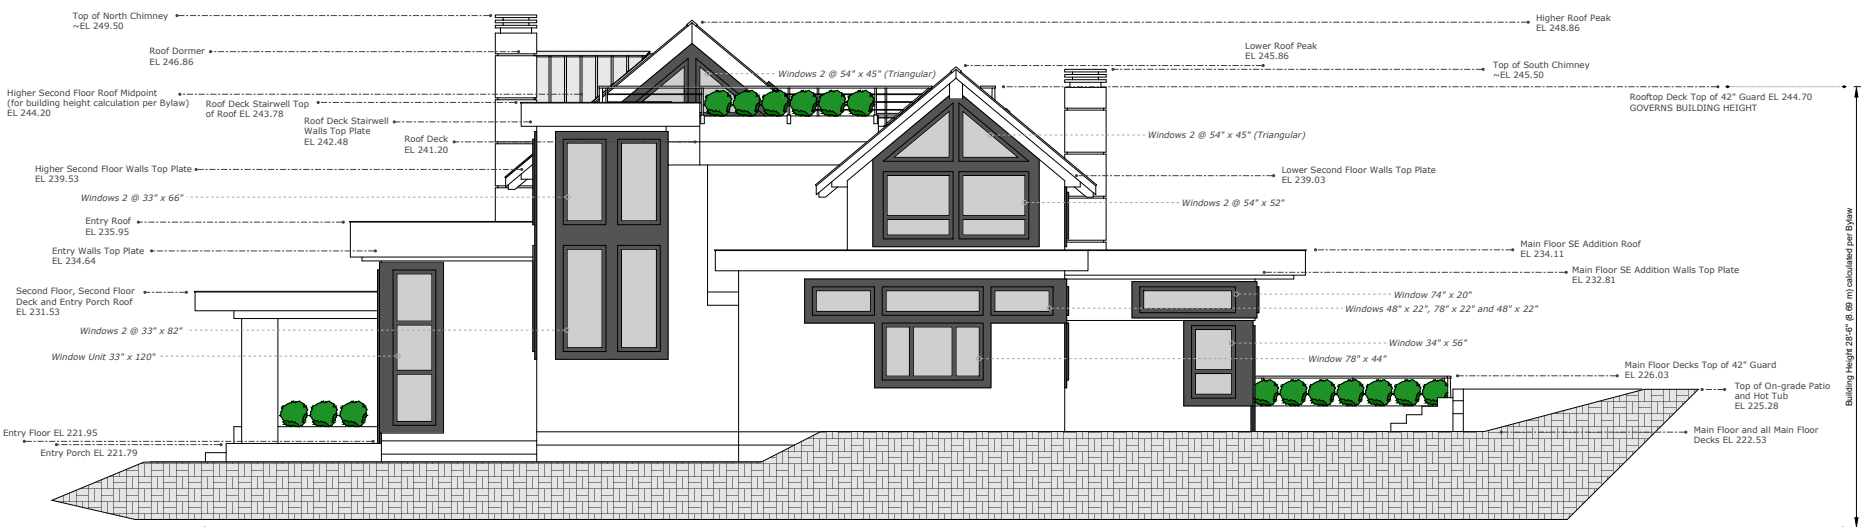 Top of North Chimney
~EL 249.50
Roof Dormer
EL 246.86
Higher Second Floor Roof Midpoint
(for building height calculation per Bylaw)
EL 244.20
Roof Deck Stairwell Top
of Roof EL 243.78
Roof Deck Stairwell
Walls Top Plate
EL 242.48
Roof Deck
EL 241.20
Higher Second Floor Walls Top Plate
EL 239.53
Windows 2 @ 33" x 66"
Entry Roof
EL 235.95
Entry Walls Top Plate
EL 234.64
Second Floor, Second Floor
Deck and Entry Porch Roof
EL 231.53
Windows 2 @ 33" x 82"
Window Unit 33" x 120"
Entry Floor EL 221.95
Entry Porch EL 221.79
Higher Roof Peak
EL 248.86
Lower Roof Peak
EL 245.86
Windows 2 @ 54" x 45" (Triangular)
Top of South Chimney
~EL 245.50
Rooftop Deck Top of 42" Guard EL 244.70
GOVERNS BUILDING HEIGHT
Windows 2 @ 54" x 45" (Triangular)
Lower Second Floor Walls Top Plate
EL 239.03
Windows 2 @ 54" x 52"
Main Floor SE Addition Roof
EL 234.11
Main Floor SE Addition Walls Top Plate
EL 232.81
Window 74" x 20"
Windows 48" x 22", 78" x 22" and 48" x 22"
Window 34" x 56"
Window 78" x 44"
Main Floor Decks Top of 42" Guard
EL 226.03
Top of On-grade Patio
and Hot Tub
EL 225.28
Main Floor and all Main Floor
Decks EL 222.53
Building Height 28'-6" (8.69 m) calculated per Bylaw